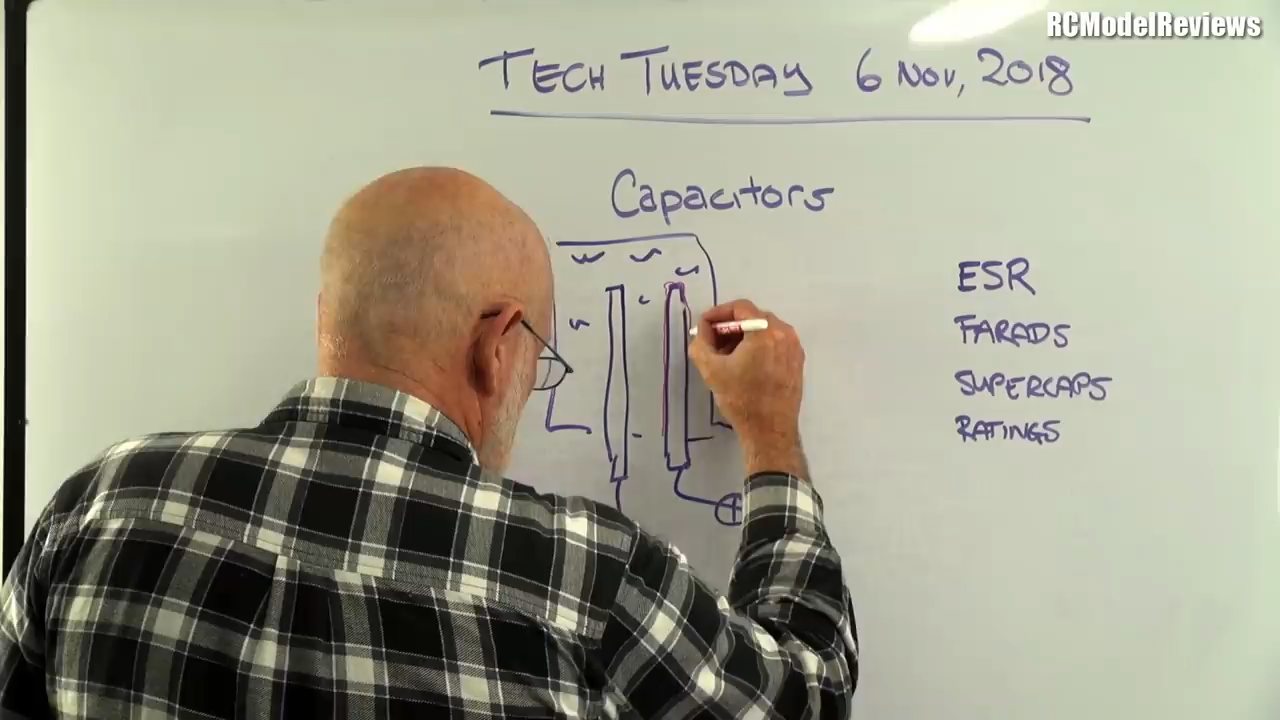 RCModelReviews
TECH TUESDAY 6 NOV, 2018
Capacitors
ESR
FARADS
SUPERCAPS
RATINGS
+